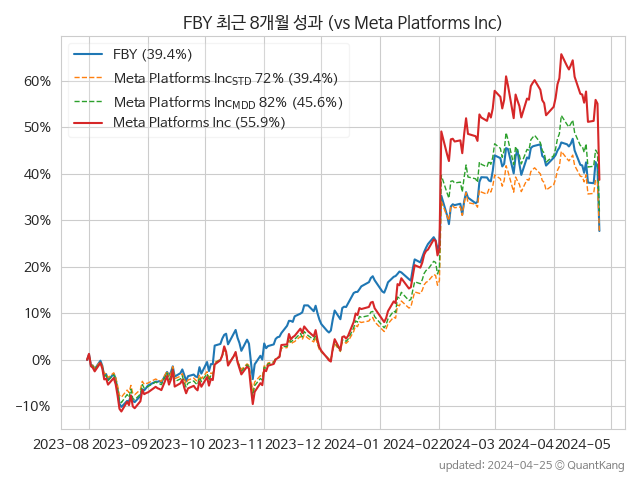 FBY 최근 8개월 성과 (vs Meta Platforms Inc)
FBY (39.4%)
Meta Platforms IncSTD 72% (39.4%)
Meta Platforms IncMDD 82% (45.6%)
Meta Platforms Inc (55.9%)
60%
50%
40%
30%
20%
10%
0%
−10%
2023−08 2023−09 2023−10 2023−11 2023−12 2024−01 2024−02 2024−03 2024−04 2024−05
updated: 2024-04-25 © QuantKang